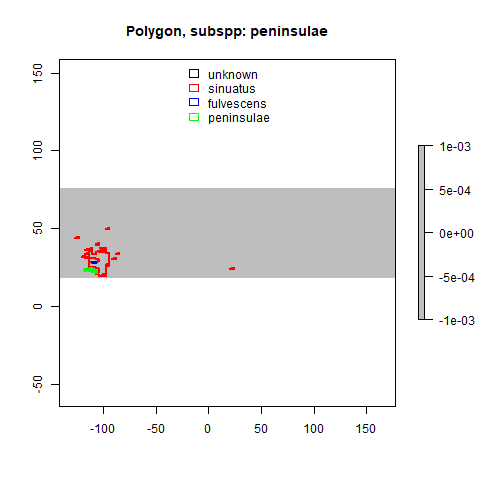 Polygon, subspp: peninsulae
unknown
sinuatus
fulvescens
peninsulae
150
100
50
0
-50
-100
-50
0
50
100
150
1e-03
5e-04
0e+00
-5e-04
-1e-03